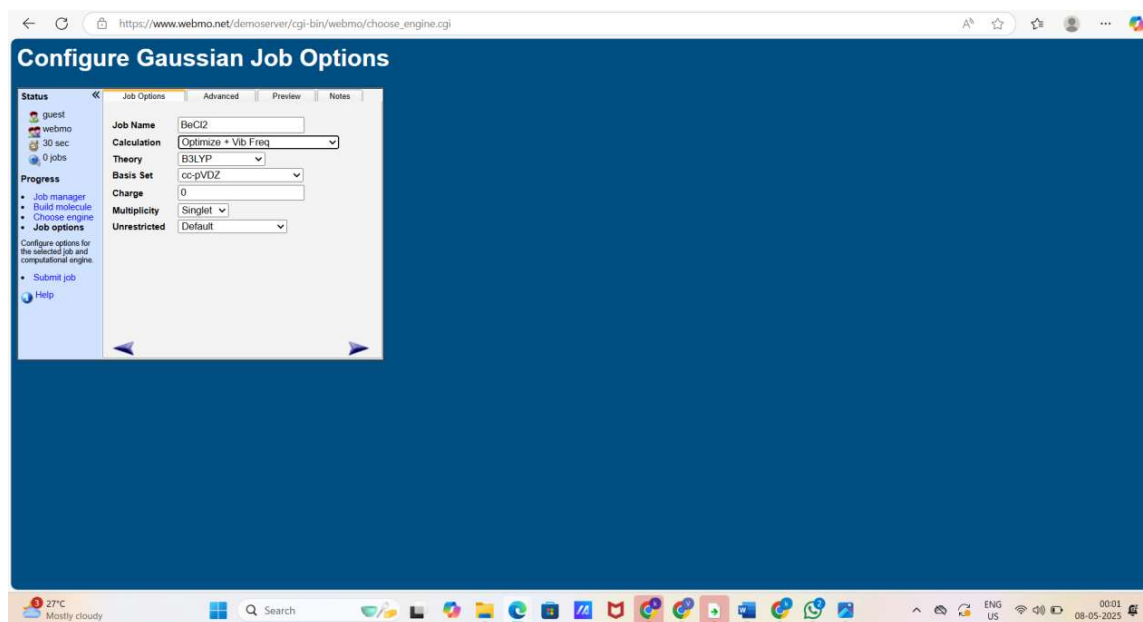 https://www.webmo.net/demoserver/cgi-bin/webmo/choose_engine.cgi
Configure Gaussian Job Options
Status
guest
webmo
30 sec
0 jobs
Progress
Job manager
Build molecule
Choose engine
Job options
Configure options for
the selected job and
computational engine.
Submit job
Help
Job Options Advanced Preview Notes
Job Name BeCl2
Calculation Optimize + Vib Freq
Theory B3LYP
Basis Set cc-pVDZ
Charge 0
Multiplicity Singlet
Unrestricted Default
3 27°C
Mostly cloudy
Search
ENG
US
00:01
08-05-2025